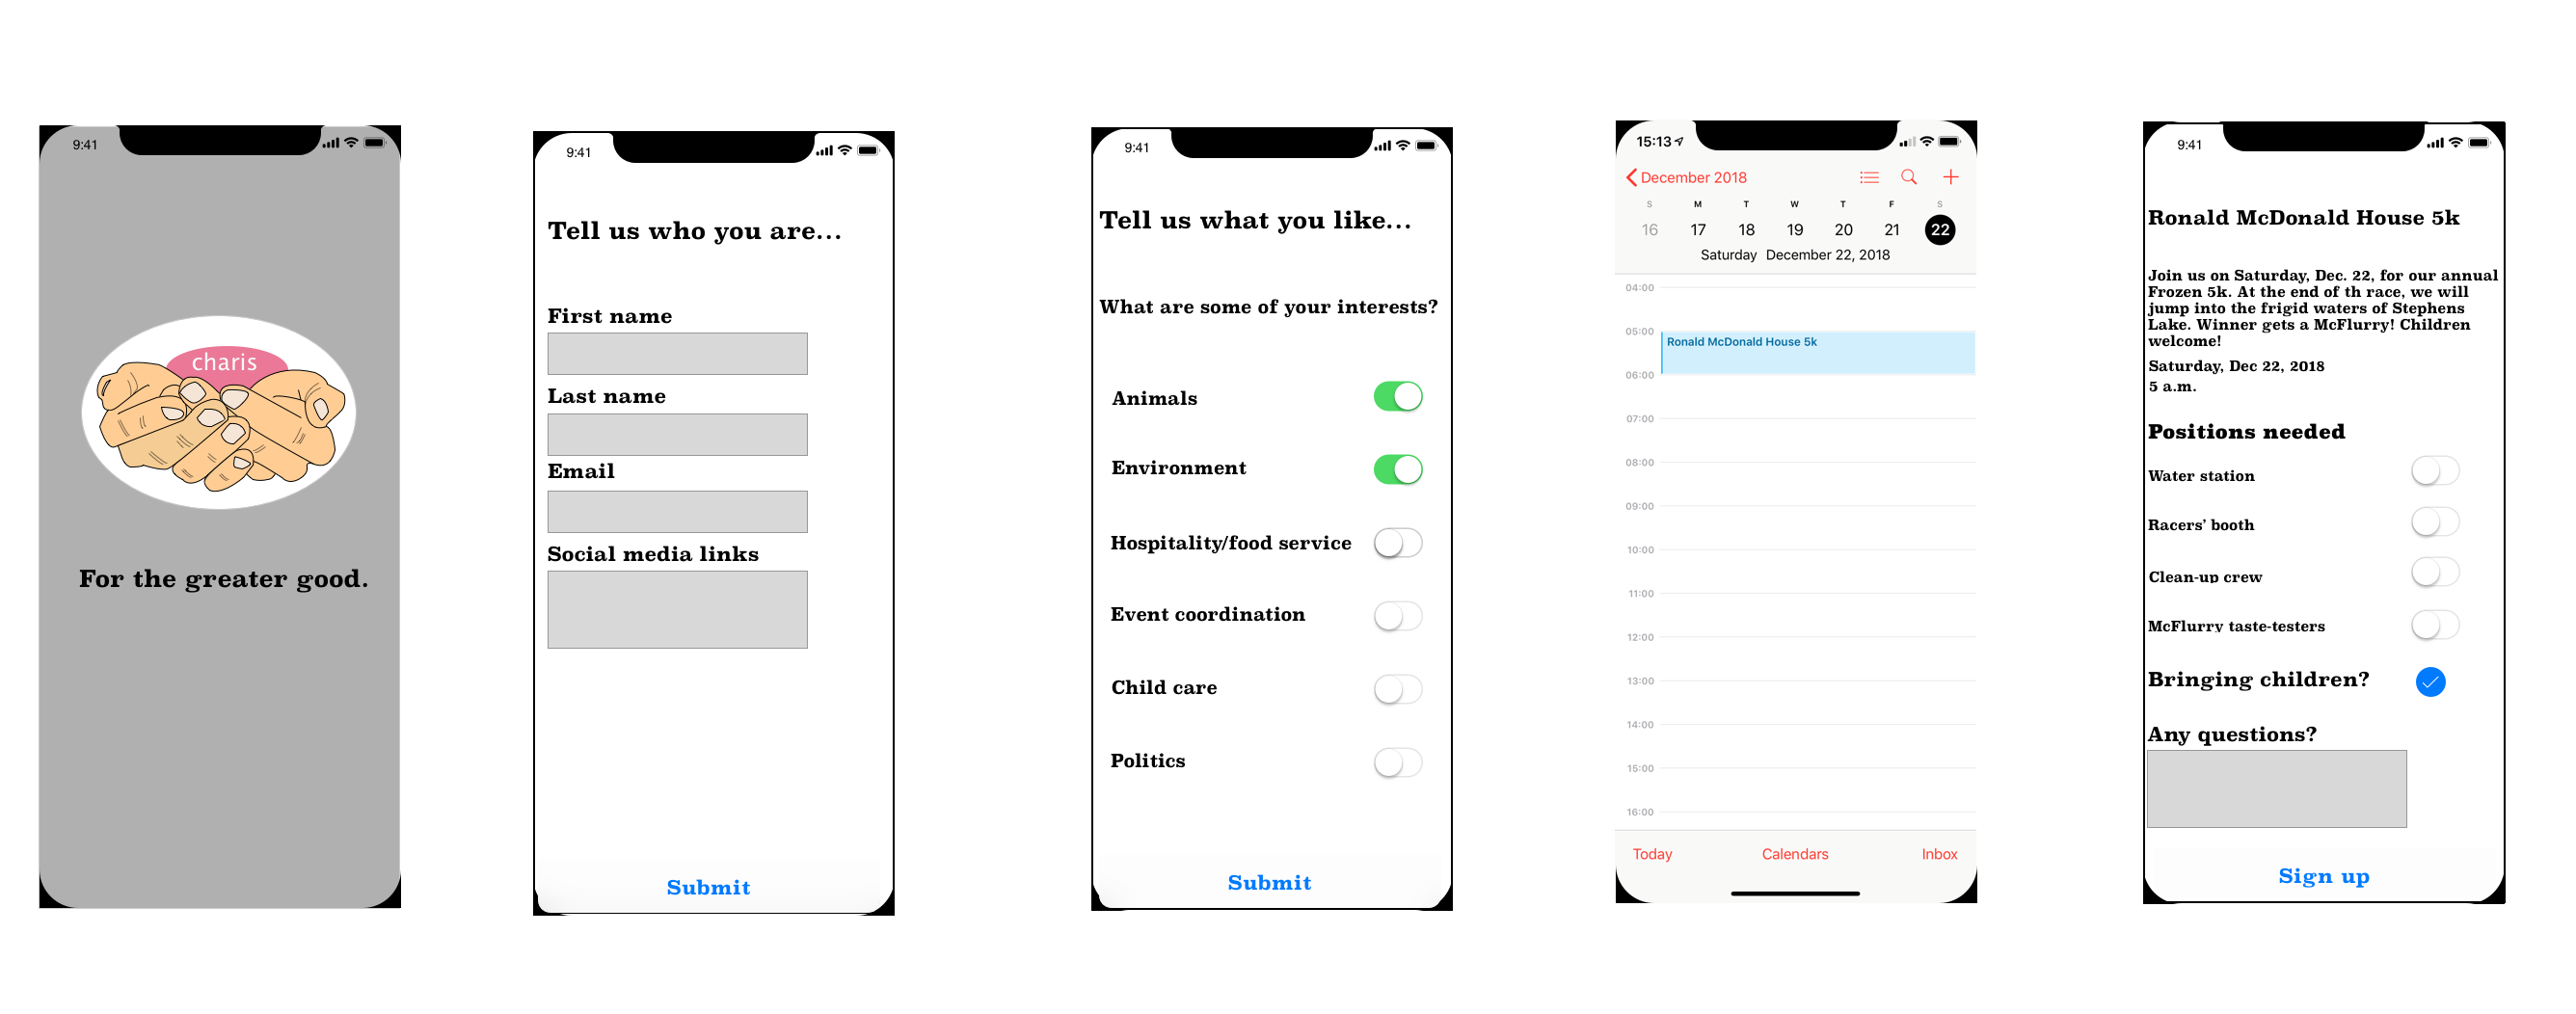 9:41
charis
For the greater good.
9:41
Tell us who you are...
First name
Last name
Email
Social media links
Submit
9:41
Tell us what you like...
What are some of your interests?
Animals
Environment
Hospitality/food service
Event coordination
Child care
Politics
Submit
15:13
December 2018
S M T W T F S
16 17 18 19 20 21 22
Saturday December 22, 2018
04:00
05:00
Ronald McDonald House 5k
06:00
07:00
08:00
09:00
10:00
11:00
12:00
13:00
14:00
15:00
16:00
Today Calendars Inbox
9:41
Ronald McDonald House 5k
Join us on Saturday, Dec. 22, for our annual
Frozen 5k. At the end of th race, we will
jump into the frigid waters of Stephens
Lake. Winner gets a McFlurry! Children
welcome!
Saturday, Dec 22, 2018
5 a.m.
Positions needed
Water station
Racers' booth
Clean-up crew
McFlurry taste-testers
Bringing children?
Any questions?
Sign up